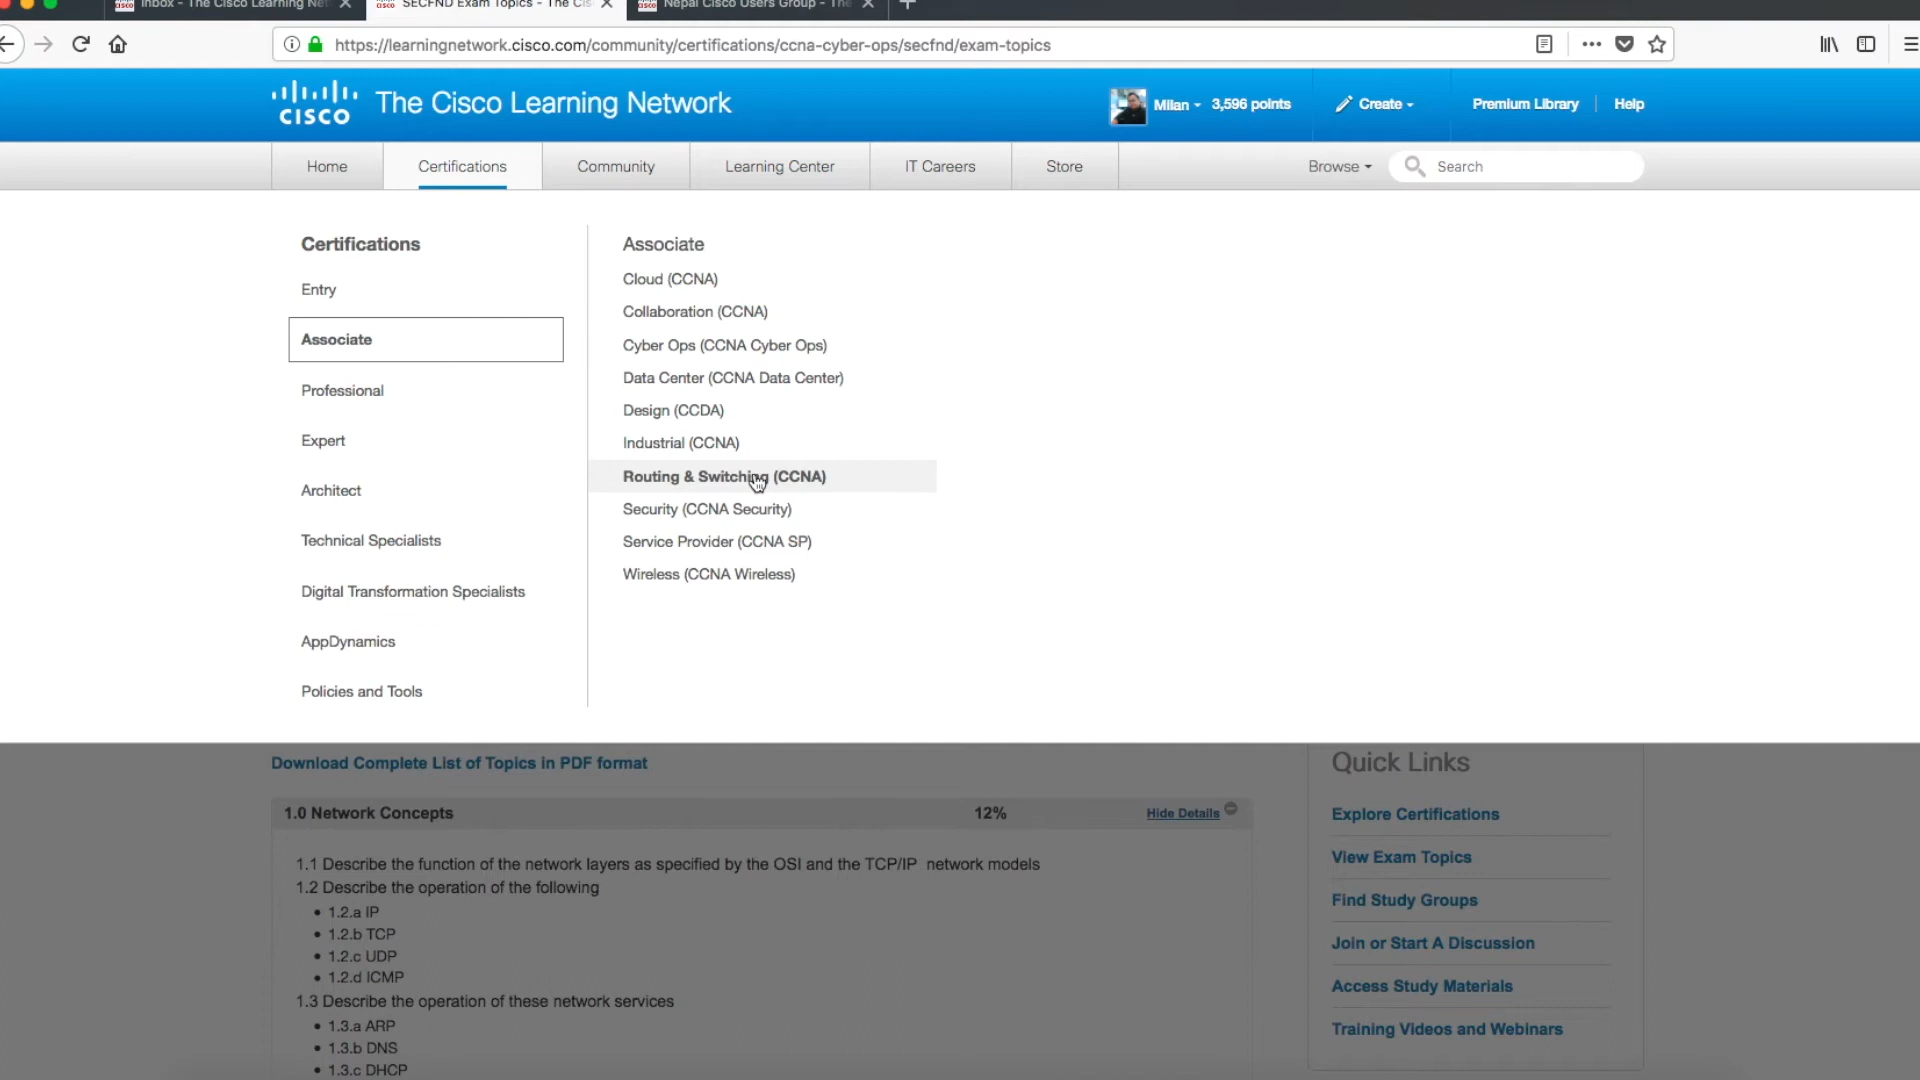 Inbox - The Cisco Learning Net
SECFND Exam Topics - The Cis
Nepal Cisco Users Group - The
https://learningnetwork.cisco.com/community/certifications/ccna-cyber-ops/secfnd/exam-topics
CISCO
The Cisco Learning Network
Milan
3,596 points
Create
Premium Library
Help
Home
Certifications
Community
Learning Center
IT Careers
Store
Browse
Search
Certifications
Entry
Associate
Professional
Expert
Architect
Technical Specialists
Digital Transformation Specialists
AppDynamics
Policies and Tools
Associate
Cloud (CCNA)
Collaboration (CCNA)
Cyber Ops (CCNA Cyber Ops)
Data Center (CCNA Data Center)
Design (CCDA)
Industrial (CCNA)
Routing & Switching (CCNA)
Security (CCNA Security)
Service Provider (CCNA SP)
Wireless (CCNA Wireless)
Download Complete List of Topics in PDF format
1.0 Network Concepts 12% Hide Details
1.1 Describe the function of the network layers as specified by the OSI and the TCP/IP network models
1.2 Describe the operation of the following
• 1.2.a IP
• 1.2.b TCP
• 1.2.c UDP
• 1.2.d ICMP
1.3 Describe the operation of these network services
• 1.3.a ARP
• 1.3.b DNS
• 1.3.c DHCP
Quick Links
Explore Certifications
View Exam Topics
Find Study Groups
Join or Start A Discussion
Access Study Materials
Training Videos and Webinars